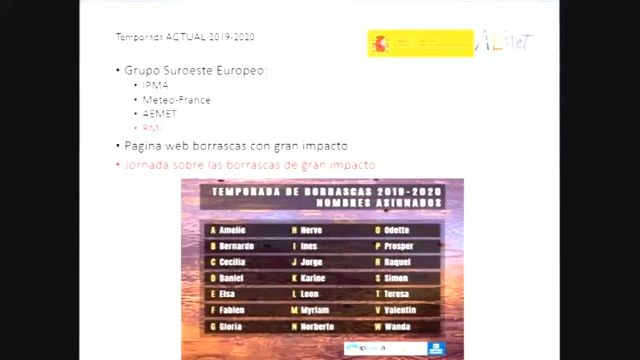 Temporada ACTUAL 2019-2020
AEMet
• Grupo Suroeste Europeo:
• IPMA
• Meteo-France
• AEMET
• RMI
• Pagina web borrascas con gran impacto
• Jornada sobre las borrascas de gran impacto
TEMPORADA DE BORRASCAS 2019-2020
NOMBRES ASIGNADOS
A Amelie H Herve O Odette
B Bernardo I Ines P Prosper
C Cecilia J Jorge R Raquel
D Daniel K Karine S Simon
E Elsa L Leon T Teresa
F Fabien M Myriam V Valentin
G Gloria N Norberto W Wanda